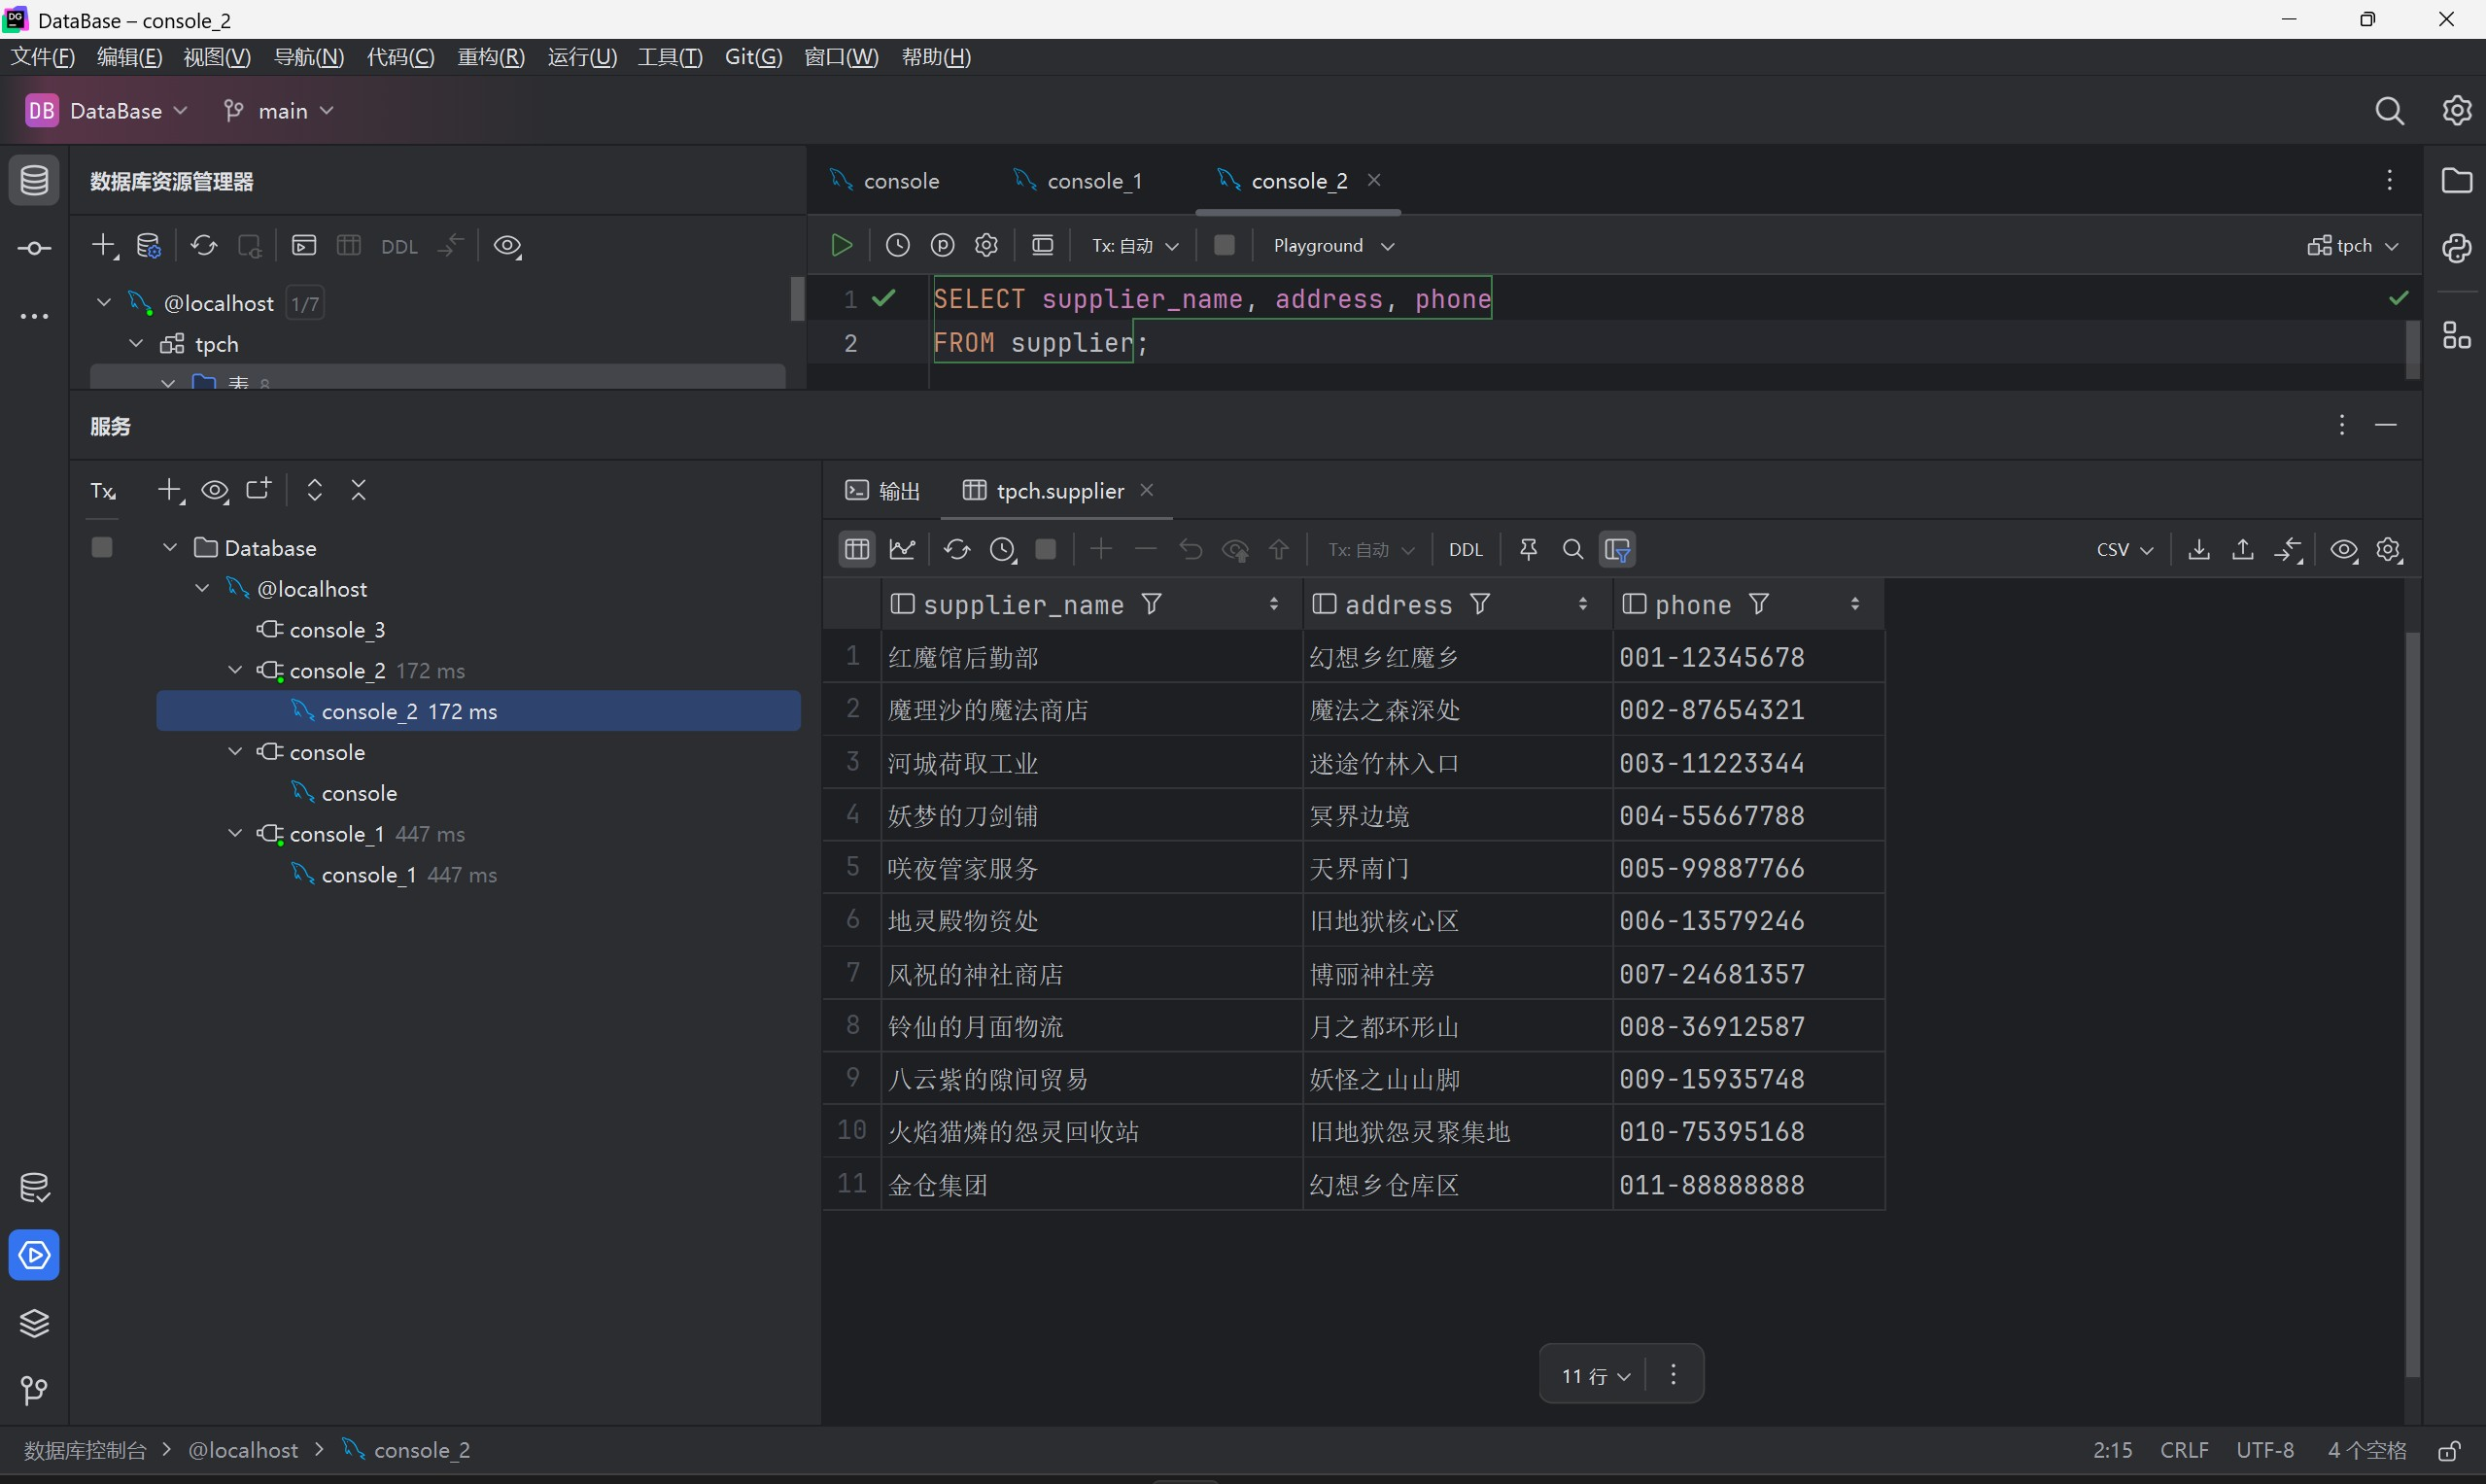 DataBase – console_2
文件(F) 编辑(E) 视图(V) 导航(N) 代码(C) 重构(R) 运行(U) 工具(T) Git(G) 窗口(W) 帮助(H)
DB DataBase main
数据库资源管理器
console console_1 console_2
DDL
Tx: 自动 Playground tpch
@localhost 1/7
tpch
表 8
1 SELECT supplier_name, address, phone
2 FROM supplier;
服务
Tx
Database
@localhost
console_3
console_2 172 ms
console_2 172 ms
console
console
console_1 447 ms
console_1 447 ms
输出 tpch.supplier
Tx: 自动 DDL CSV
supplier_name address phone
1 红魔馆后勤部 幻想乡红魔乡 001-12345678
2 魔理沙的魔法商店 魔法之森深处 002-87654321
3 河城荷取工业 迷途竹林入口 003-11223344
4 妖梦的刀剑铺 冥界边境 004-55667788
5 咲夜管家服务 天界南门 005-99887766
6 地灵殿物资处 旧地狱核心区 006-13579246
7 风祝的神社商店 博丽神社旁 007-24681357
8 铃仙的月面物流 月之都环形山 008-36912587
9 八云紫的隙间贸易 妖怪之山山脚 009-15935748
10 火焰猫燐的怨灵回收站 旧地狱怨灵聚集地 010-75395168
11 金仓集团 幻想乡仓库区 011-88888888
11 行
数据库控制台 @localhost console_2
2:15 CRLF UTF-8 4 个空格